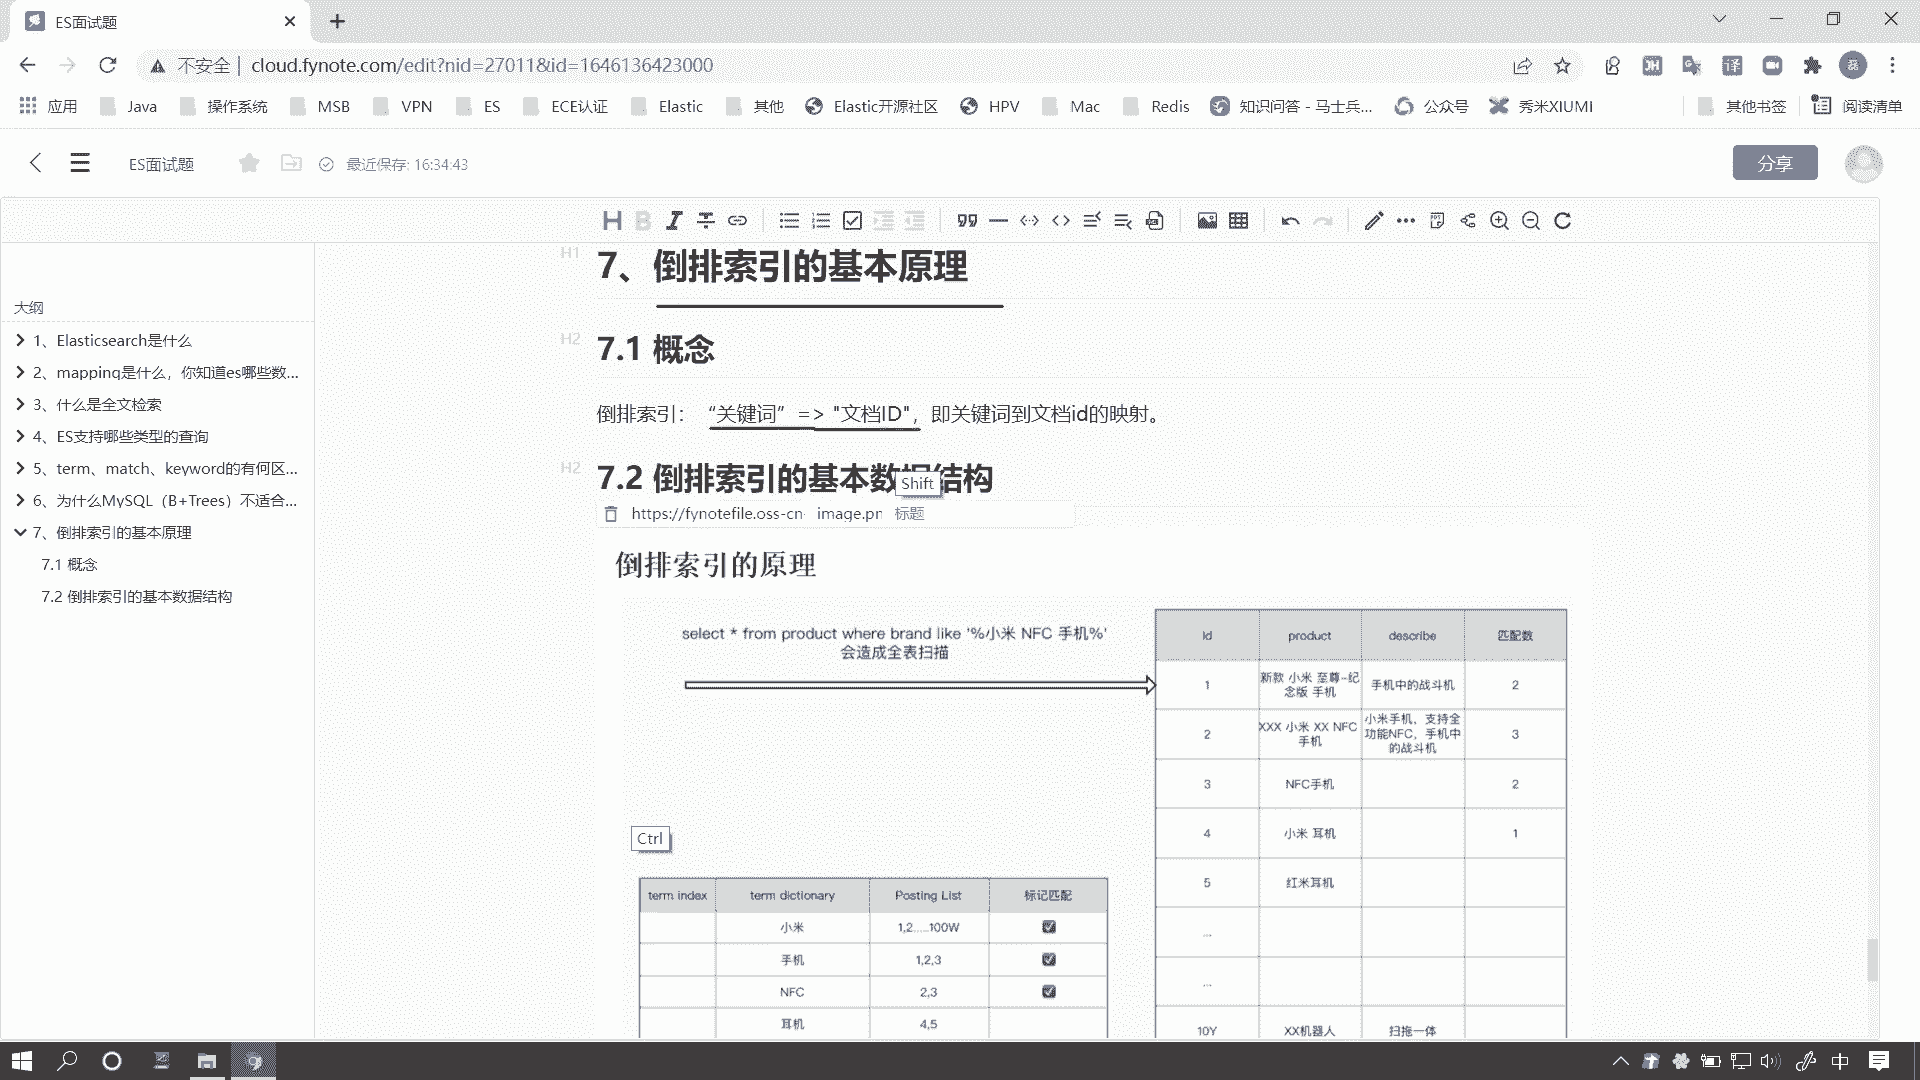 ES面试题
不安全 | cloud.fynote.com/edit?nid=27011&id=1646136423000
应用 Java 操作系统 MSB VPN ES ECE认证 Elastic 其他 Elastic开源社区 HPV Mac Redis 知识问答 - 马士兵... 公众号 秀米XIUMI 其他书签 阅读清单
ES面试题 最近保存: 16:34:43 分享
大纲
1、Elasticsearch是什么
2、mapping是什么，你知道es哪些数...
3、什么是全文检索
4、ES支持哪些类型的查询
5、term、match、keyword的有何区...
6、为什么MySQL（B+Trees）不适合...
7、倒排索引的基本原理
7.1 概念
7.2 倒排索引的基本数据结构
H1 7、倒排索引的基本原理
H2 7.1 概念
倒排索引： “关键词” => "文档ID"，即关键词到文档id的映射。
H2 7.2 倒排索引的基本数据结构
Shift
https://fynotefile.oss-cn- image.pr 标题
倒排索引的原理
select * from product where brand like '%小米 NFC 手机%'
会造成全表扫描
Id product describe 匹配数
1 新款 小米 至尊-纪念版 手机 手机中的战斗机 2
2 XXX 小米 XX NFC 手机 小米手机，支持全功能NFC，手机中的战斗机 3
3 NFC手机 2
4 小米 耳机 1
5 红米耳机
...
...
10Y XX机器人 扫拖一体
Ctrl
term index term dictionary Posting List 标记匹配
小米 1,2.....100W
手机 1,2,3
NFC 2,3
耳机 4,5
中